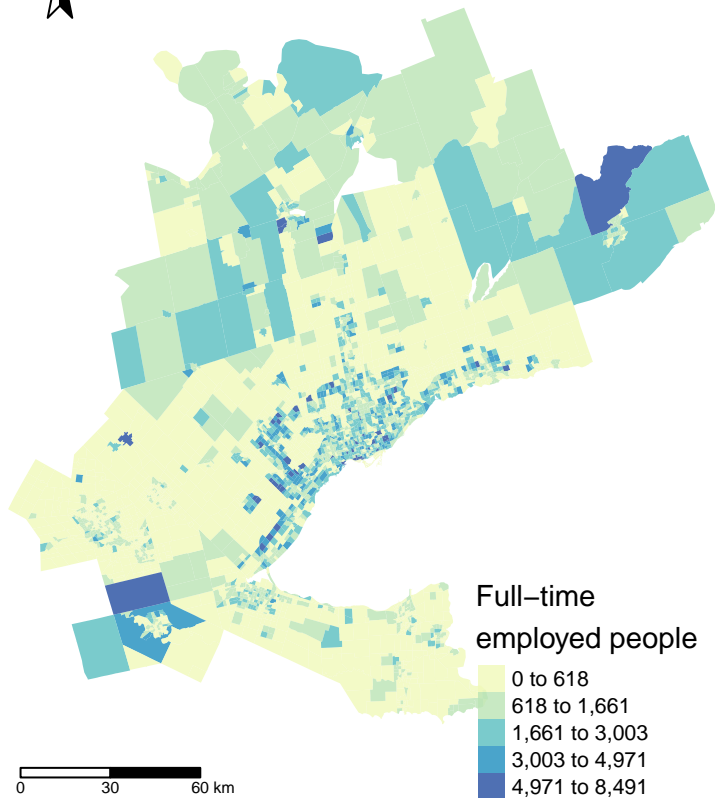 Full−time
employed people
0 to 618
618 to 1,661
1,661 to 3,003
3,003 to 4,971
4,971 to 8,491
0 30 60 km